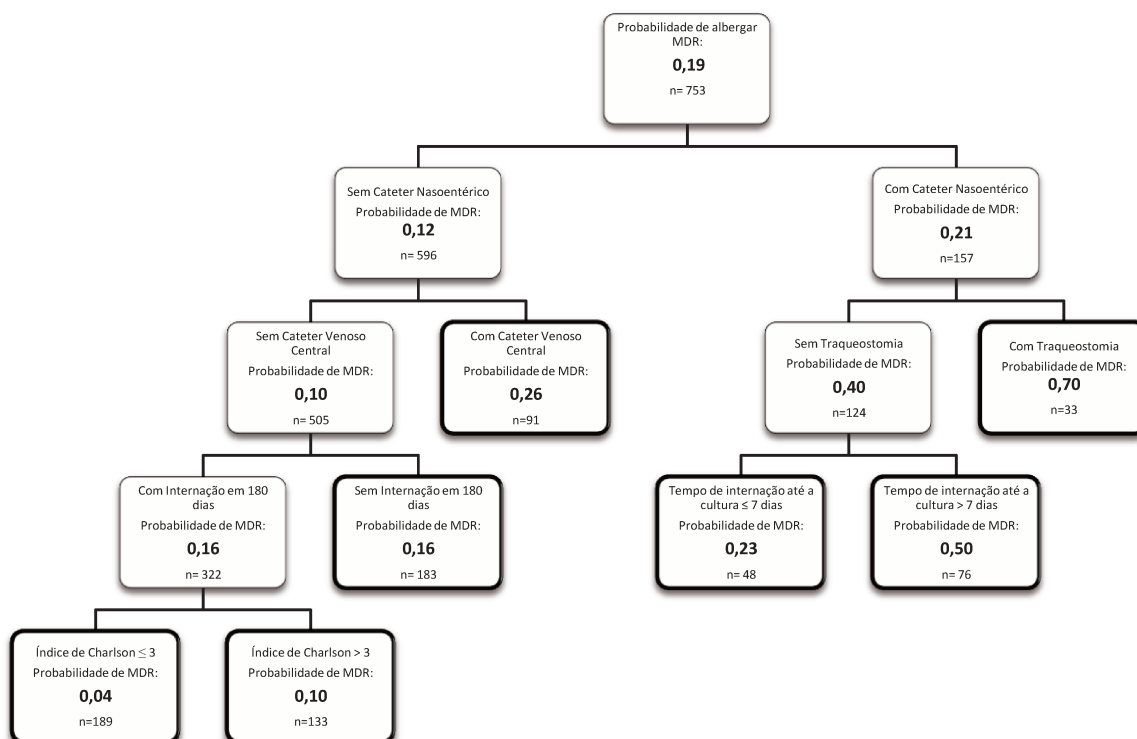 Probabilidade de albergar
MDR:
0,19
n= 753
Sem Cateter Nasoentérico
Probabilidade de MDR:
0,12
n= 596
Com Cateter Nasoentérico
Probabilidade de MDR:
0,21
n=157
Sem Cateter Venoso
Central
Probabilidade de MDR:
0,10
n= 505
Com Cateter Venoso
Central
Probabilidade de MDR:
0,26
n=91
Sem Traqueostomia
Probabilidade de MDR:
0,40
n=124
Com Traqueostomia
Probabilidade de MDR:
0,70
n=33
Com Internação em 180
dias
Probabilidade de MDR:
0,16
n= 322
Sem Internação em 180
dias
Probabilidade de MDR:
0,16
n= 183
Tempo de internação até a
cultura ≤ 7 dias
Probabilidade de MDR:
0,23
n= 48
Tempo de internação até a
cultura > 7 dias
Probabilidade de MDR:
0,50
n= 76
Índice de Charlson ≤ 3
Probabilidade de MDR:
0,04
n=189
Índice de Charlson > 3
Probabilidade de MDR:
0,10
n=133